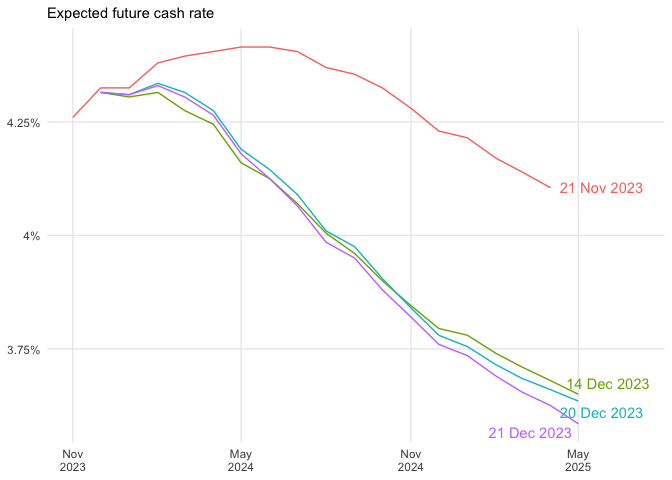 Expected future cash rate
4.25%
4%
3.75%
21 Nov 2023
14 Dec 2023
20 Dec 2023
21 Dec 2023
Nov
2023
May
2024
Nov
2024
May
2025